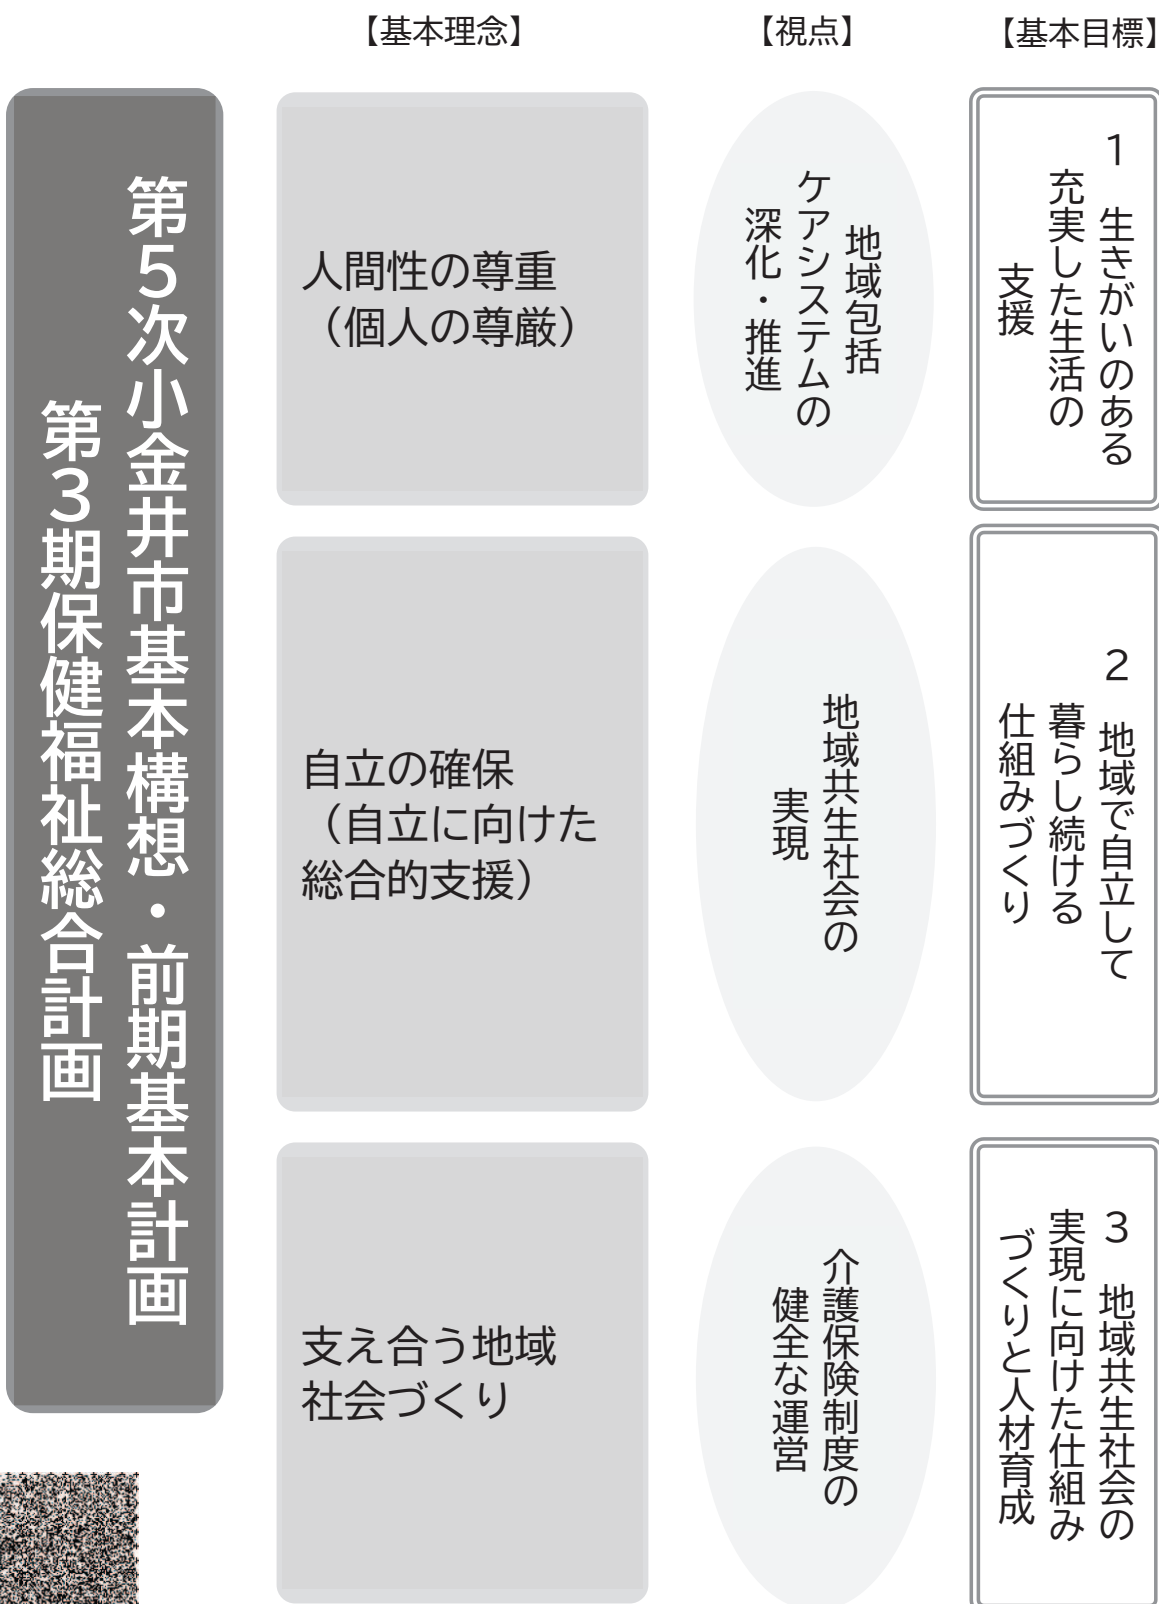 【基本理念】
【視点】
【基本目標】
第５次小金井市基本構想・前期基本計画
第３期保健福祉総合計画
人間性の尊重
（個人の尊厳）
地域包括
ケアシステムの
深化・推進
１　生きがいのある
充実した生活の
支援
自立の確保
（自立に向けた
総合的支援）
地域共生社会の
実現
２　地域で自立して
暮らし続ける
仕組みづくり
支え合う地域
社会づくり
介護保険制度の
健全な運営
３　地域共生社会の
実現に向けた仕組み
づくりと人材育成